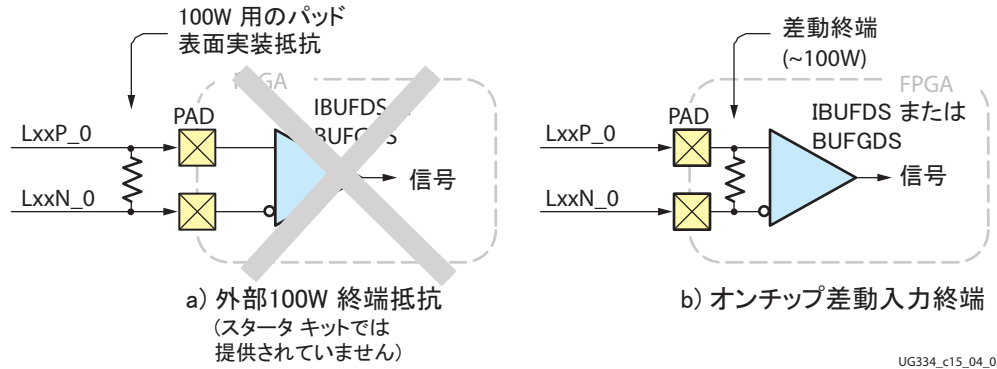 100W 用のパッド
表面実装抵抗
FPGA
PAD
IBUFDS
BUFGDS
LxxP_0
LxxN_0
信号
a) 外部100W 終端抵抗
(スタータ キットでは
提供されていません)
差動終端
(~100W)
FPGA
PAD
IBUFDS または
BUFGDS
LxxP_0
LxxN_0
信号
b) オンチップ差動入力終端
UG334_c15_04_0